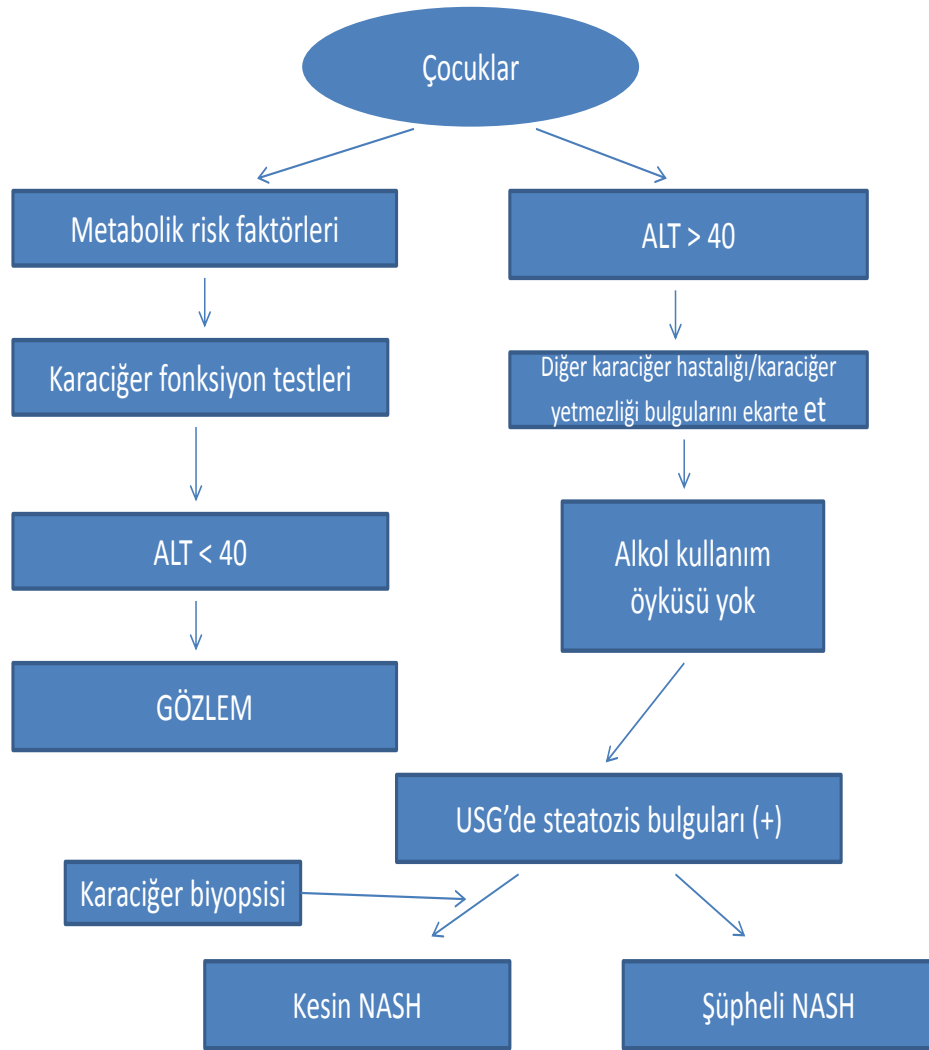 Çocuklar
Metabolik risk faktörleri
ALT > 40
Karaciğer fonksiyon testleri
Diğer karaciğer hastalığı/karaciğer
yetmezliği bulgularını ekarte et
ALT < 40
Alkol kullanım
öyküsü yok
GÖZLEM
USG’de steatozis bulguları (+)
Karaciğer biyopsisi
Kesin NASH
Şüpheli NASH